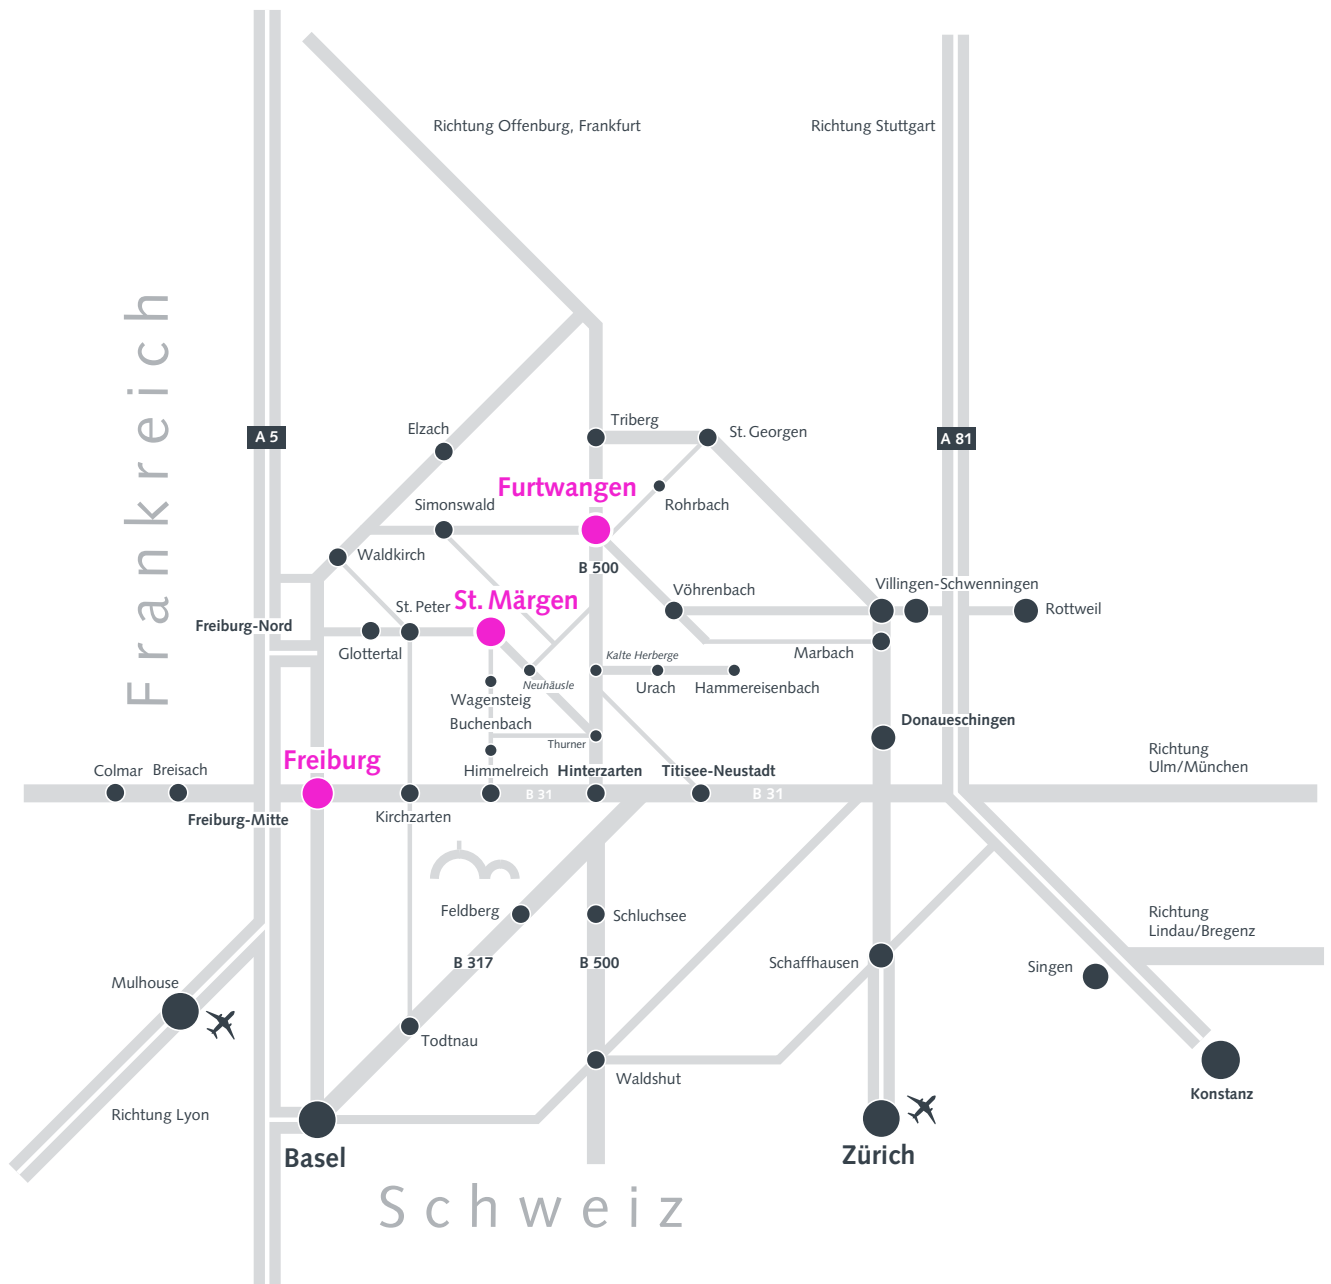 Richtung Offenburg, Frankfurt
Richtung Stuttgart
Frankreich
A 5
A 81
Elzach
Triberg
St. Georgen
Furtwangen
Simonswald
Rohrbach
Waldkirch
B 500
Vöhrenbach
Villingen-Schwenningen
Rottweil
St. Peter
St. Märgen
Freiburg-Nord
Glottertal
Marbach
Kalte Herberge
Neuhäusle
Urach
Hammereisenbach
Wagensteig
Buchenbach
Thurner
Donaueschingen
Freiburg
Colmar
Breisach
Himmelreich
Hinterzarten
Titisee-Neustadt
Richtung
Ulm/München
B 31
B 31
Freiburg-Mitte
Kirchzarten
Feldberg
Schluchsee
Richtung
Lindau/Bregenz
B 317
B 500
Schaffhausen
Singen
Mulhouse
Todtnau
Waldshut
Konstanz
Richtung Lyon
Basel
Zürich
Schweiz